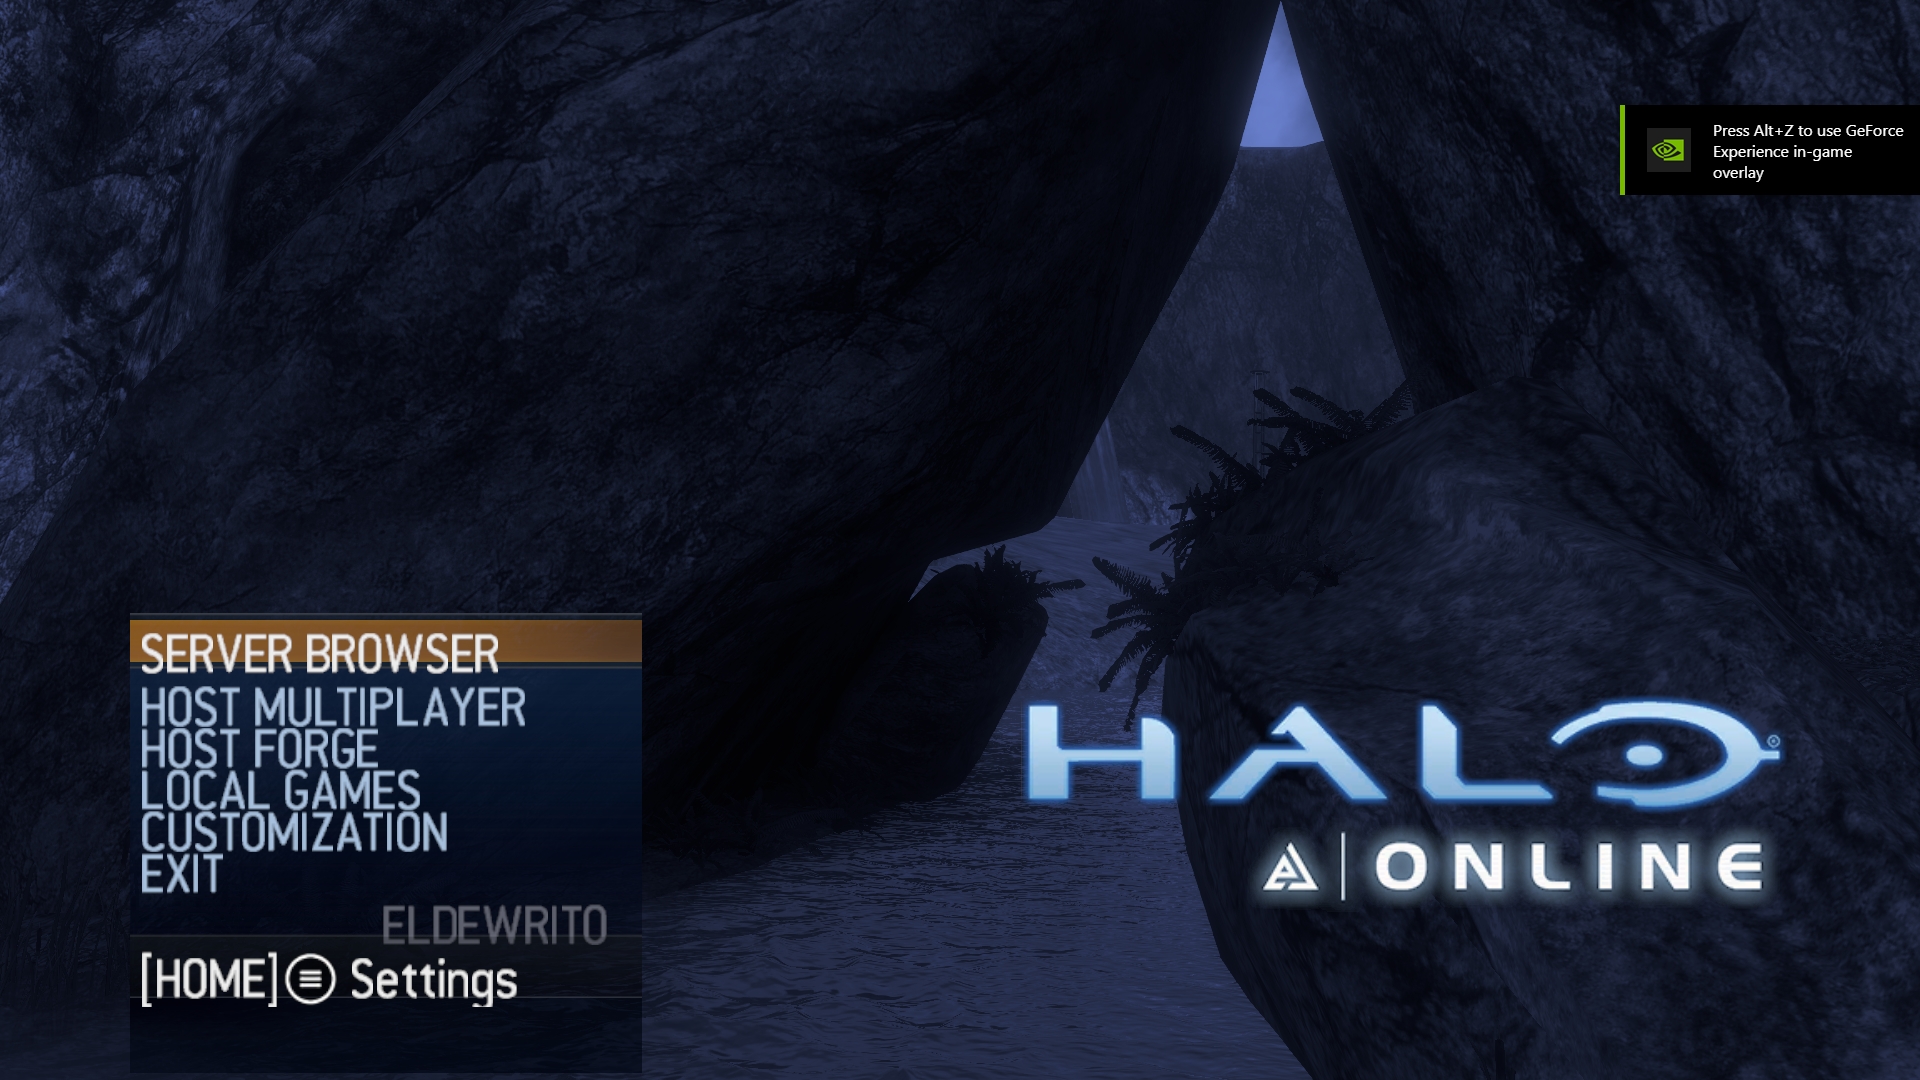 Press Alt+Z to use GeForce
Experience in-game
overlay
SERVER BROWSER
HOST MULTIPLAYER
HOST FORGE
LOCAL GAMES
CUSTOMIZATION
EXIT
ELDEWRITO
[HOME] Settings
HALO®
ONLINE